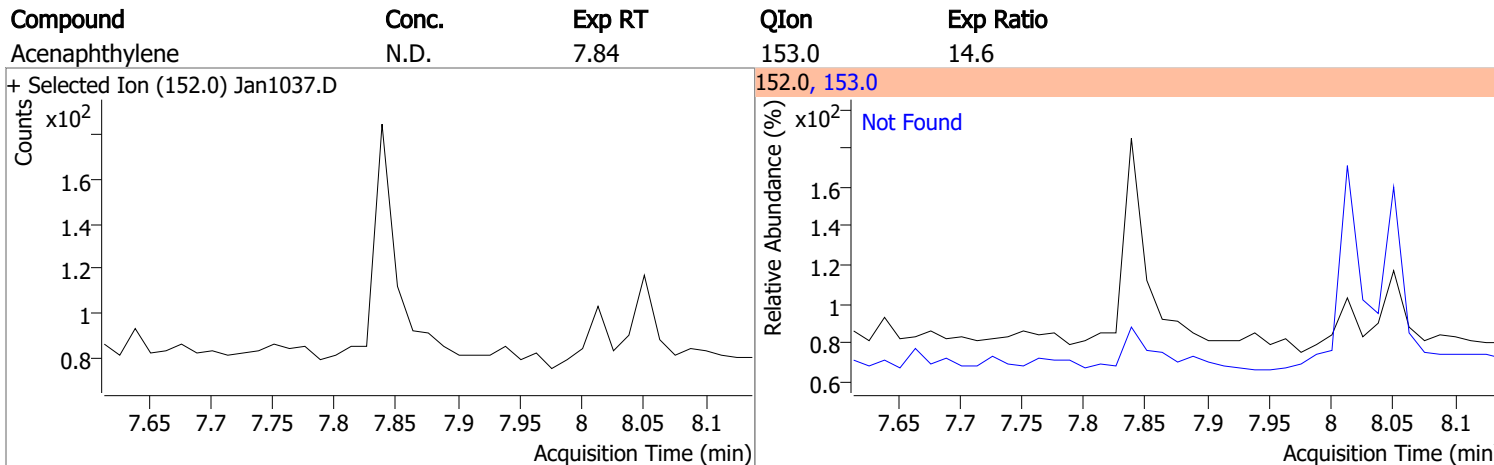 Compound Conc. Exp RT QIon Exp Ratio
Acenaphthylene N.D. 7.84 153.0 14.6
+ Selected Ion (152.0) Jan1037.D
Counts
x10²
1.6
1.4
1.2
1
0.8
7.65 7.7 7.75 7.8 7.85 7.9 7.95 8 8.05 8.1
Acquisition Time (min)
152.0, 153.0
Relative Abundance (%)
x10²
Not Found
1.6
1.4
1.2
1
0.8
0.6
7.65 7.7 7.75 7.8 7.85 7.9 7.95 8 8.05 8.1
Acquisition Time (min